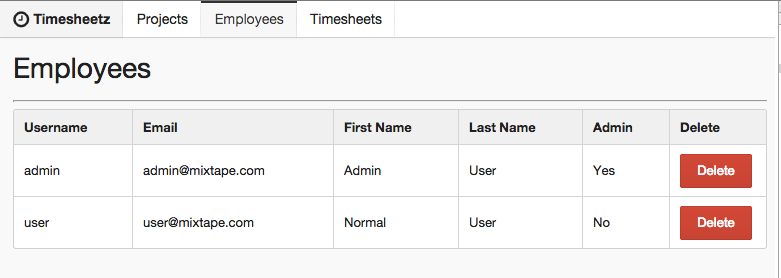 Timesheetz Projects Employees Timesheets
Employees
Username Email First Name Last Name Admin Delete
admin admin@mixtape.com Admin User Yes Delete
user user@mixtape.com Normal User No Delete